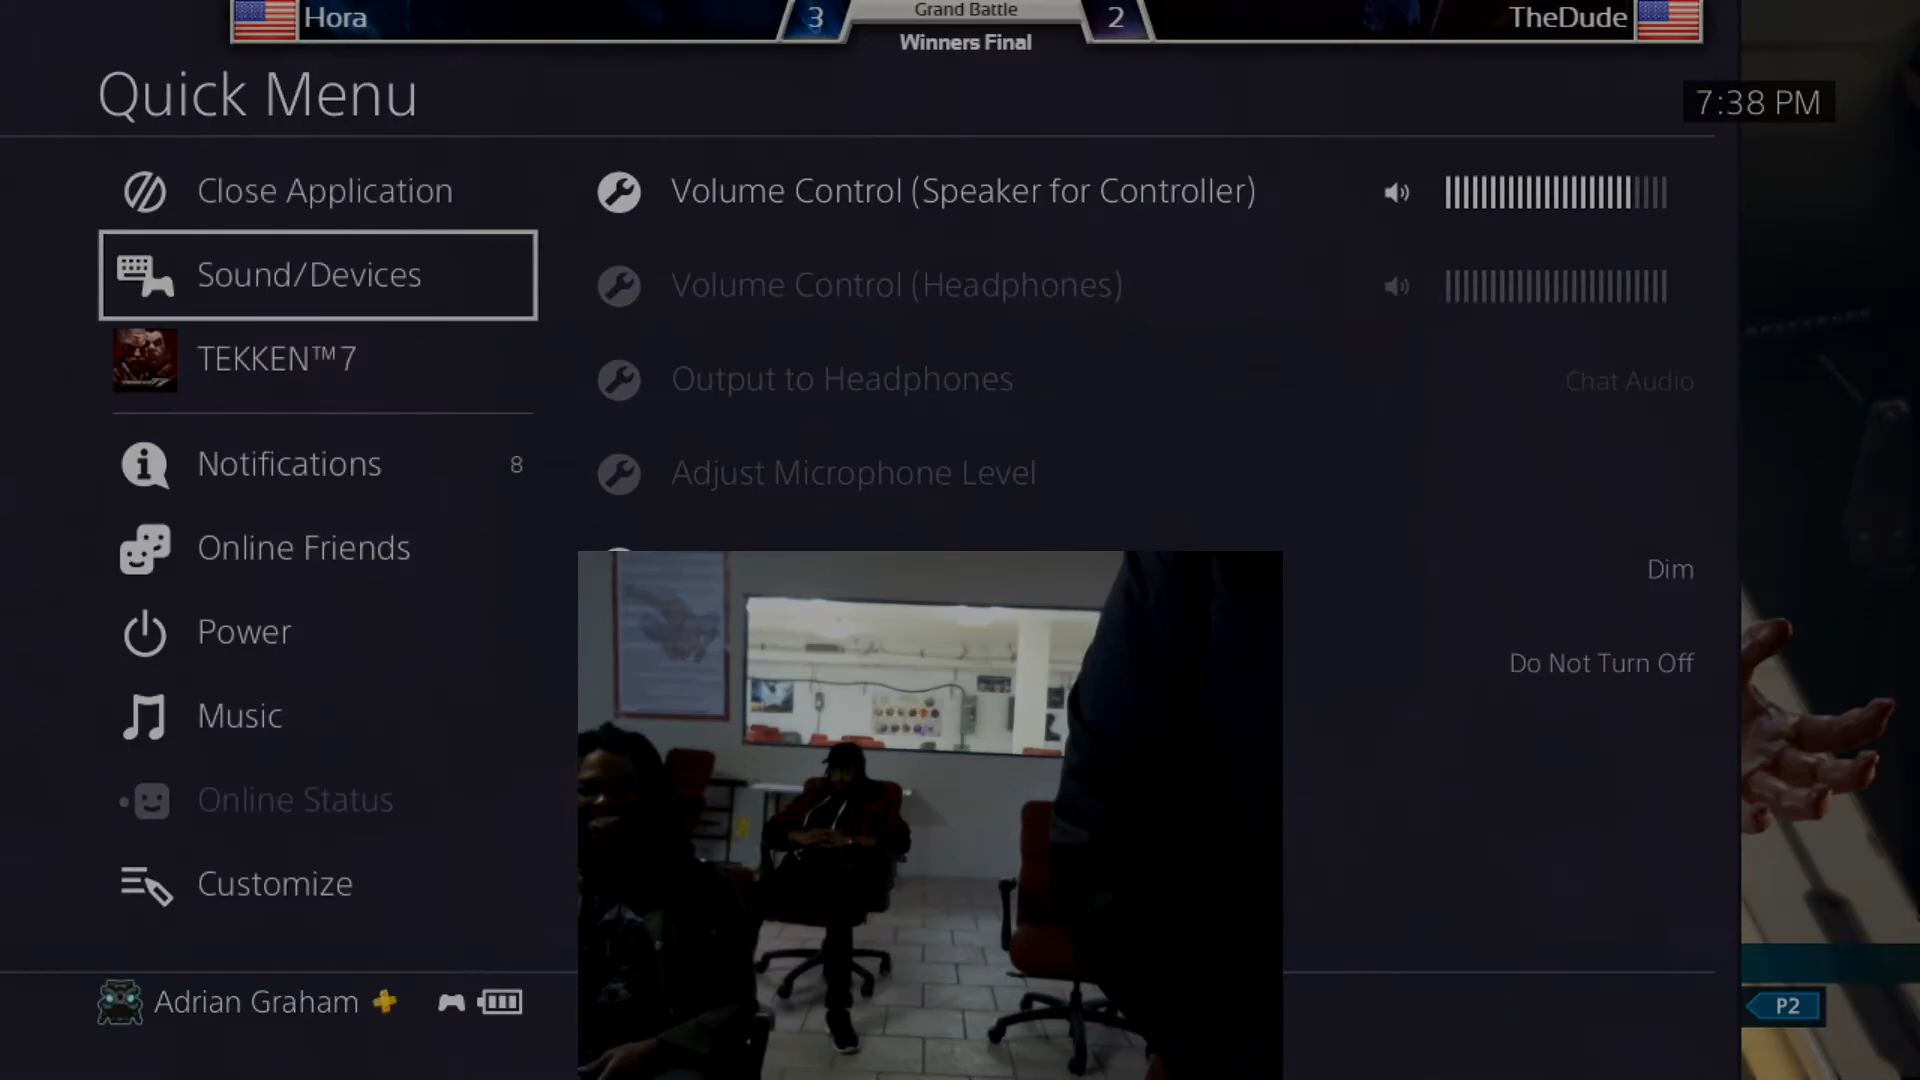 Hora 3 Grand Battle 2 TheDude
Winners Final
Quick Menu
7:38 PM
Close Application
Sound/Devices
TEKKEN™7
Notifications 8
Online Friends
Power
Music
Online Status
Customize
Volume Control (Speaker for Controller)
Volume Control (Headphones)
Output to Headphones Chat Audio
Adjust Microphone Level
Dim
Do Not Turn Off
Adrian Graham
P2